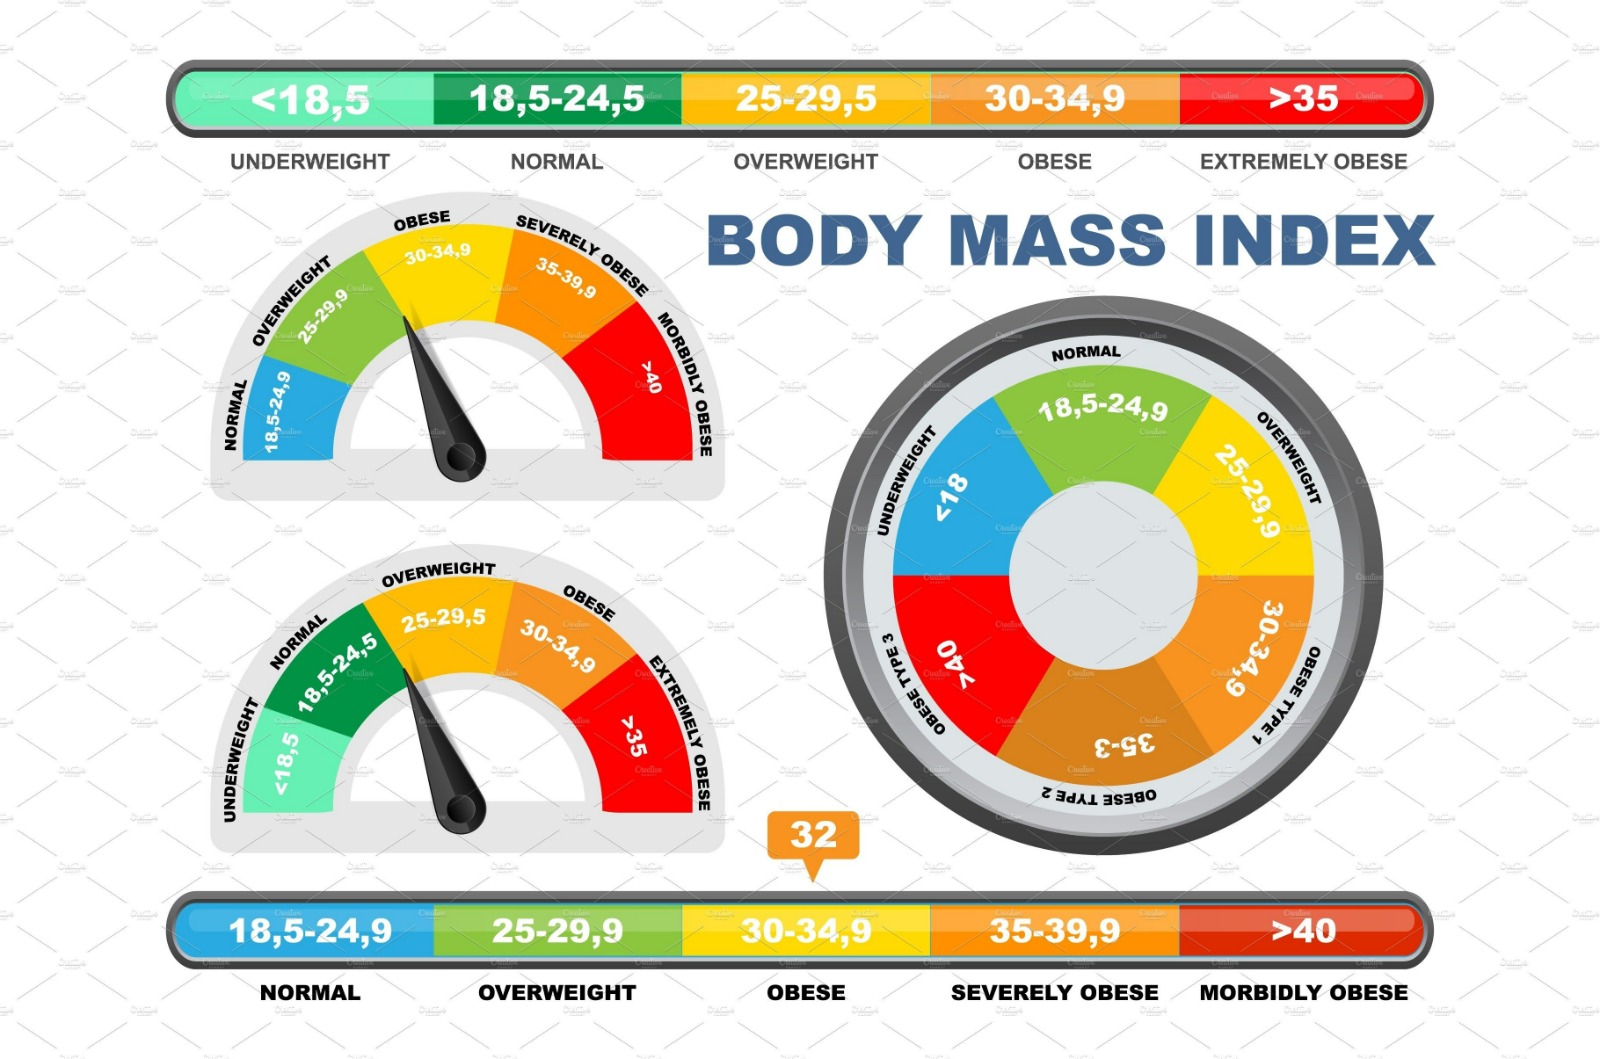 <18,5 18,5-24,5 25-29,5 30-34,9 >35
UNDERWEIGHT NORMAL OVERWEIGHT OBESE EXTREMELY OBESE
BODY MASS INDEX
NORMAL OVERWEIGHT OBESE SEVERELY OBESE MORBIDLY OBESE
18,5-24,9 25-29,9 30-34,9 35-39,9 >40
UNDERWEIGHT NORMAL OVERWEIGHT OBESE TYPE 1 OBESE TYPE 2 OBESE TYPE 3
<18 18,5-24,9 25-29,9 30-34,9 35-3 >40
UNDERWEIGHT NORMAL OVERWEIGHT OBESE EXTREMELY OBESE
<18,5 18,5-24,5 25-29,5 30-34,9 >35
32
18,5-24,9 25-29,9 30-34,9 35-39,9 >40
NORMAL OVERWEIGHT OBESE SEVERELY OBESE MORBIDLY OBESE